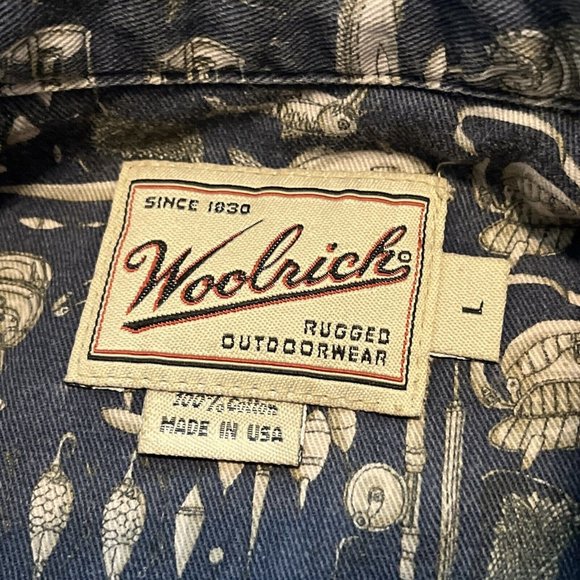 SINCE 1830
Woolrich
RUGGED
OUTDOORWEAR
L
100% Cotton
MADE IN USA